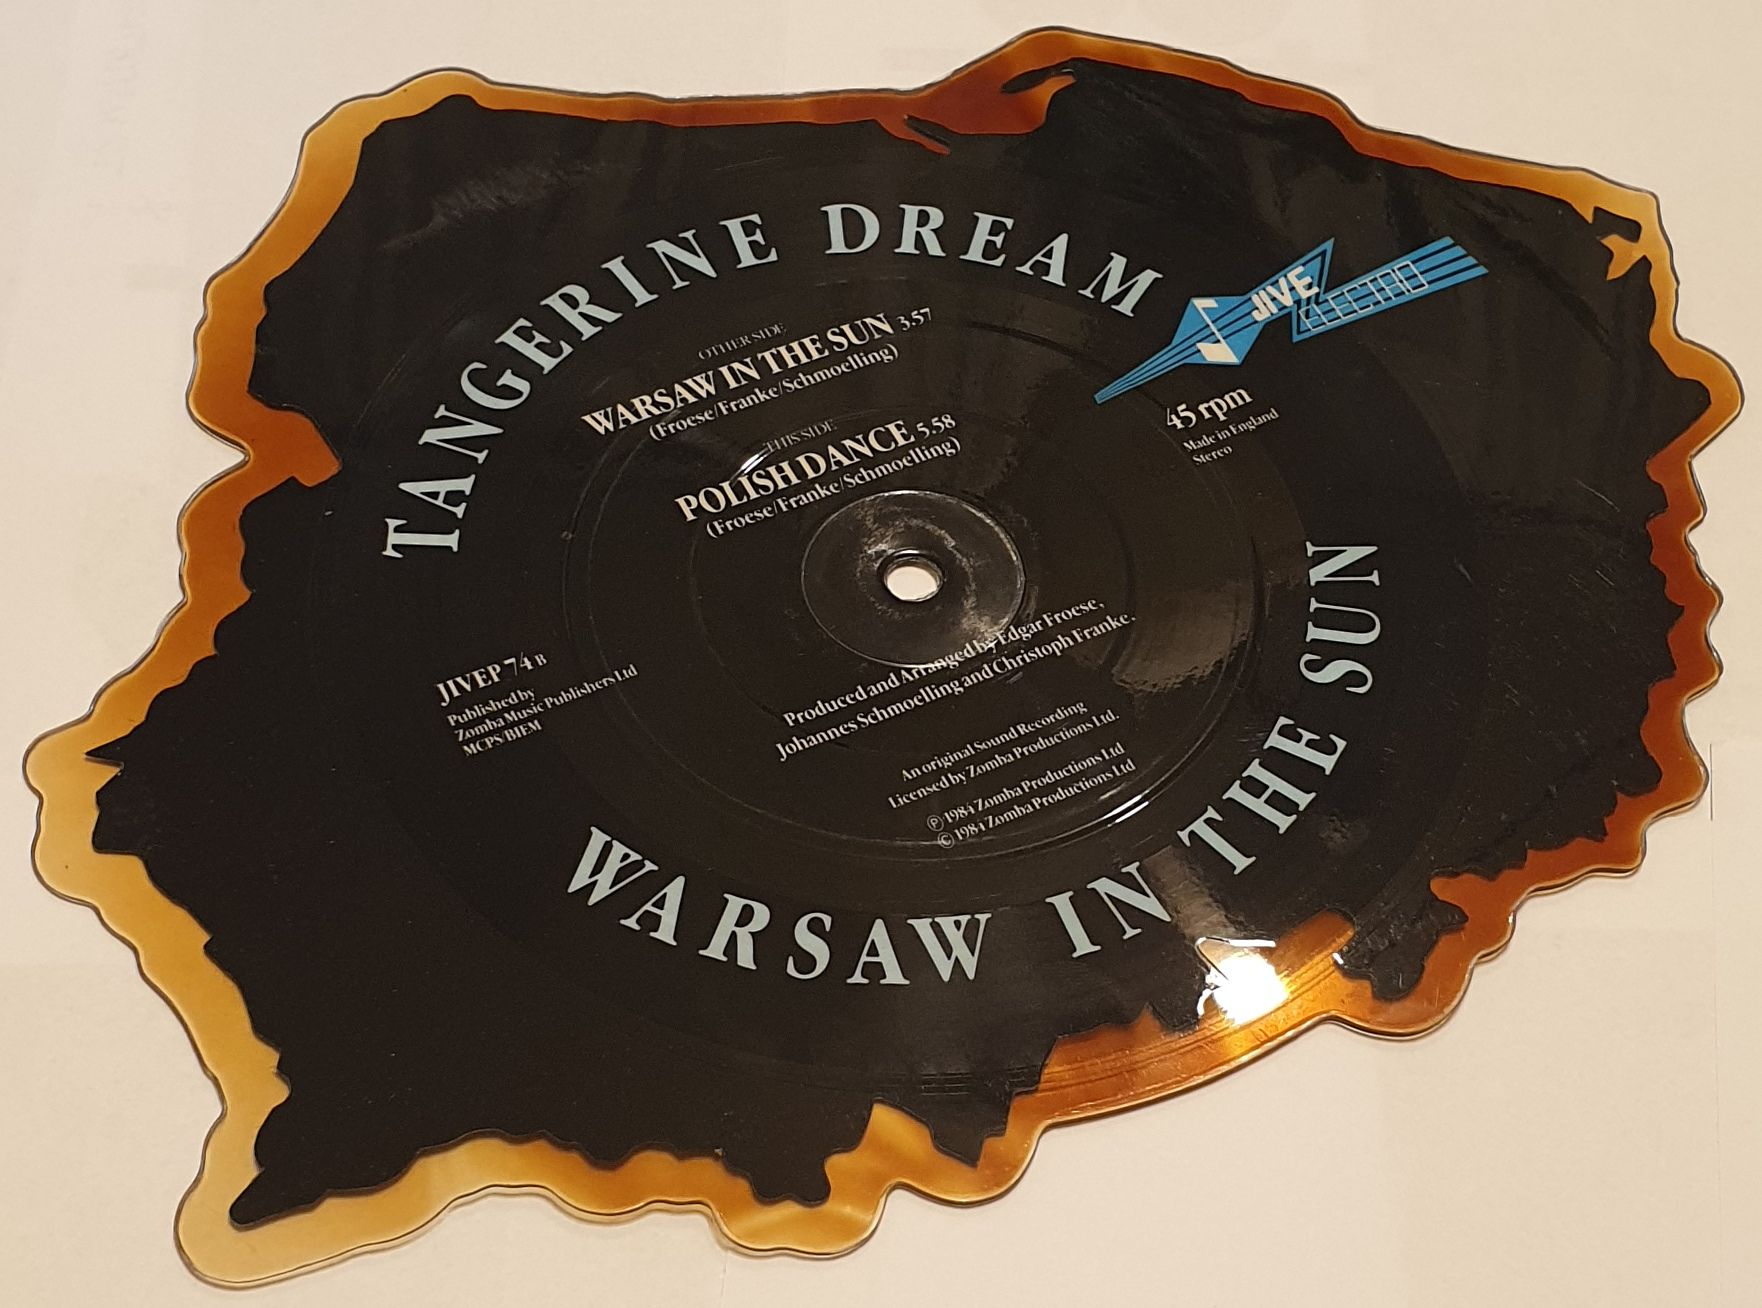 TANGERINE DREAM
JIVE
ELECTRO
OTHER SIDE
WARSAW IN THE SUN 3.57
(Froese/Franke/Schmoelling)
THIS SIDE
POLISH DANCE 5.58
(Froese/Franke/Schmoelling)
45 rpm
Made in England
Stereo
JIVEP 74 B
Published by
Zomba Music Publishers Ltd
MCPS/BIEM
Produced and Arranged by Edgar Froese,
Johannes Schmoelling and Christoph Franke.
An original Sound Recording
Licensed by Zomba Productions Ltd.
℗ 1984 Zomba Productions Ltd
© 1984 Zomba Productions Ltd
WARSAW IN THE SUN